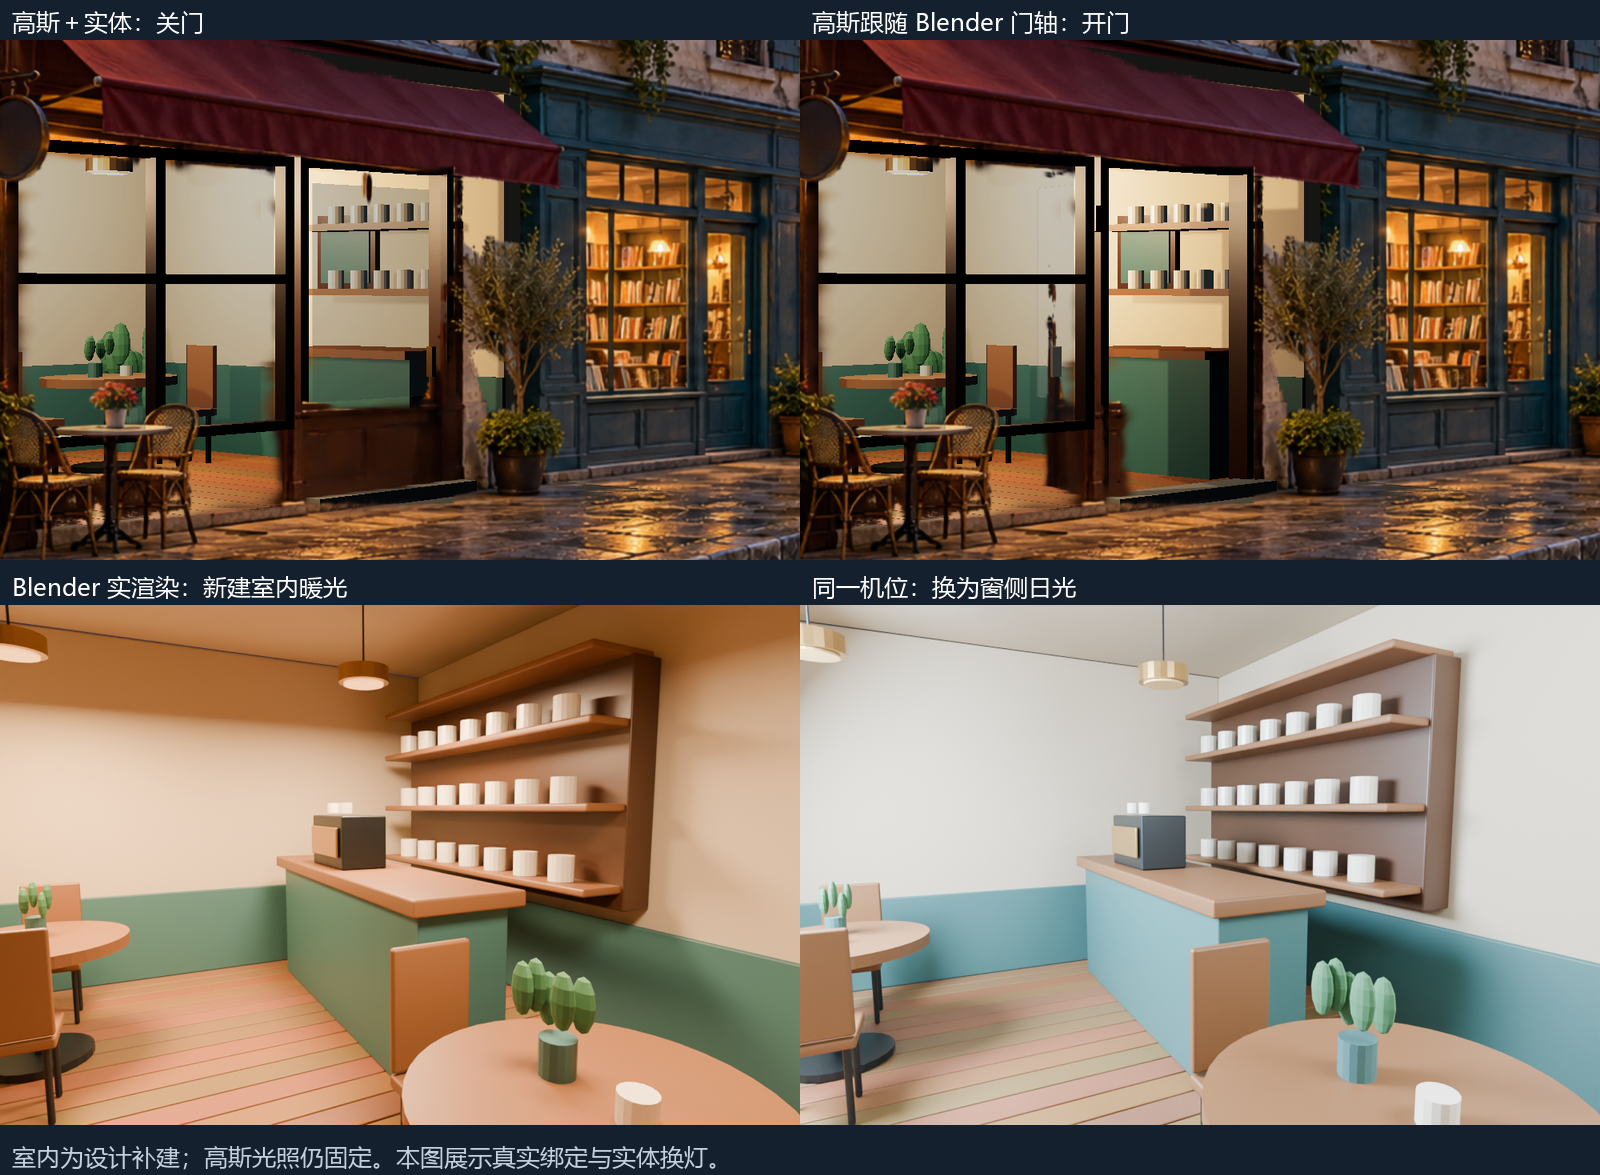 高斯＋实体：关门
高斯跟随 Blender 门轴：开门
Blender 实渲染：新建室内暖光
同一机位：换为窗侧日光
室内为设计补建；高斯光照仍固定。本图展示真实绑定与实体换灯。